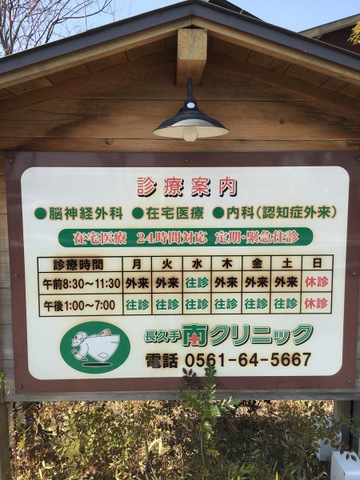 診療案内
●脳神経外科 ●在宅医療 ●内科(認知症外来)
在宅医療 24時間対応 定期・緊急往診
診療時間 月 火 水 木 金 土 日
午前8:30~11:30 外来 外来 往診 外来 外来 外来 休診
午後1:00~7:00 往診 往診 往診 往診 往診 往診 休診
長久手 南クリニック
電話 0561-64-5667